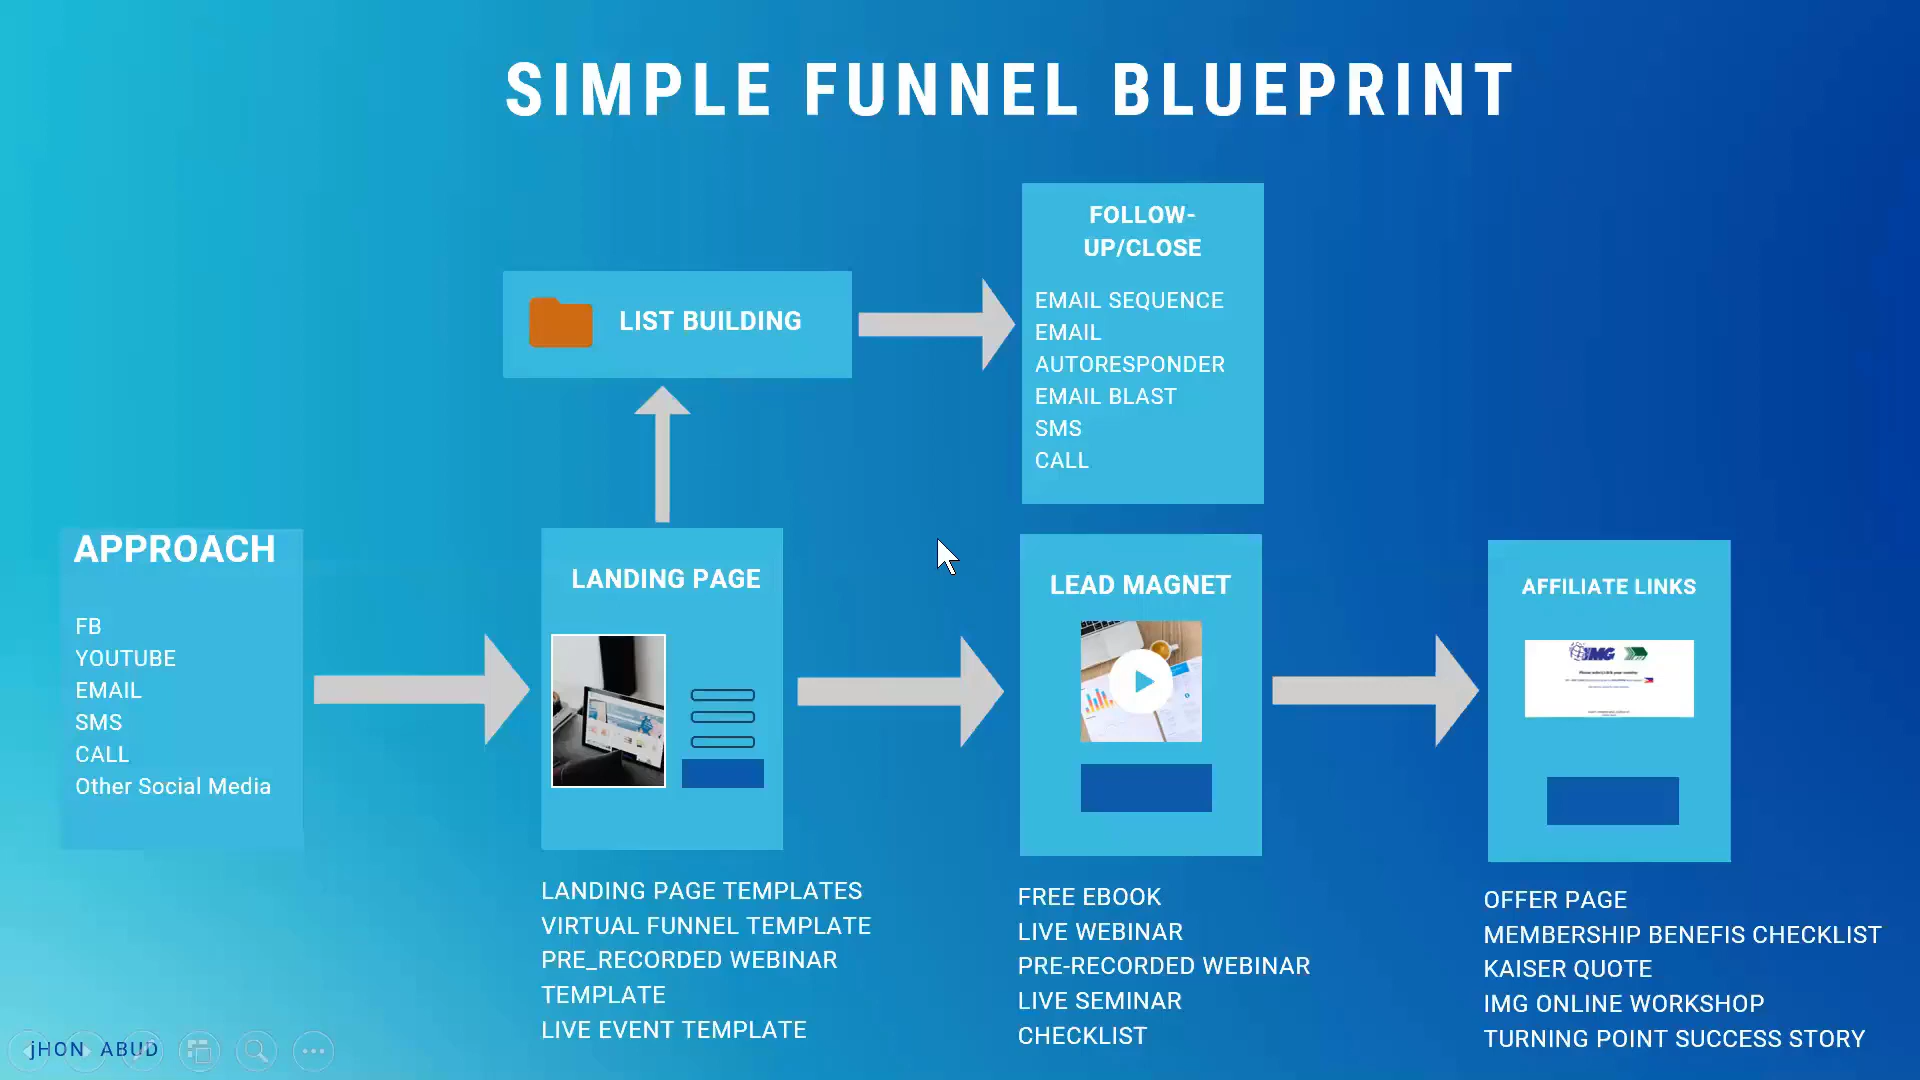 SIMPLE FUNNEL BLUEPRINT
FOLLOW-
UP/CLOSE
EMAIL SEQUENCE
EMAIL
AUTORESPONDER
EMAIL BLAST
SMS
CALL
LIST BUILDING
APPROACH
FB
YOUTUBE
EMAIL
SMS
CALL
Other Social Media
LANDING PAGE
LANDING PAGE TEMPLATES
VIRTUAL FUNNEL TEMPLATE
PRE_RECORDED WEBINAR
TEMPLATE
LIVE EVENT TEMPLATE
LEAD MAGNET
FREE EBOOK
LIVE WEBINAR
PRE-RECORDED WEBINAR
LIVE SEMINAR
CHECKLIST
AFFILIATE LINKS
IMG
OFFER PAGE
MEMBERSHIP BENEFIS CHECKLIST
KAISER QUOTE
IMG ONLINE WORKSHOP
TURNING POINT SUCCESS STORY
jHON ABUD